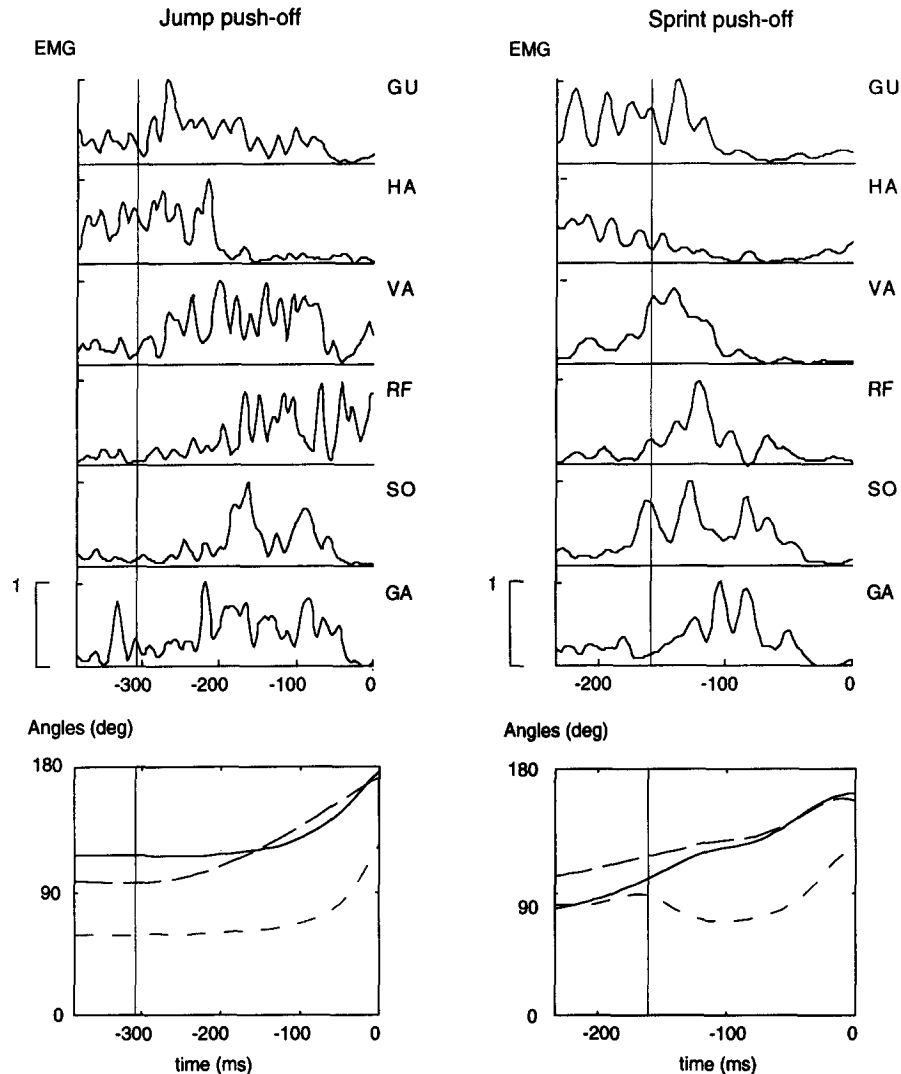 Jump push-off
Sprint push-off
EMG
EMG
GU
HA
VA
RF
SO
GA
1
-300
-200
-100
0
GU
HA
VA
RF
SO
GA
1
-200
-100
0
Angles (deg)
180
90
0
-300
-200
-100
0
time (ms)
Angles (deg)
180
90
0
-200
-100
0
time (ms)